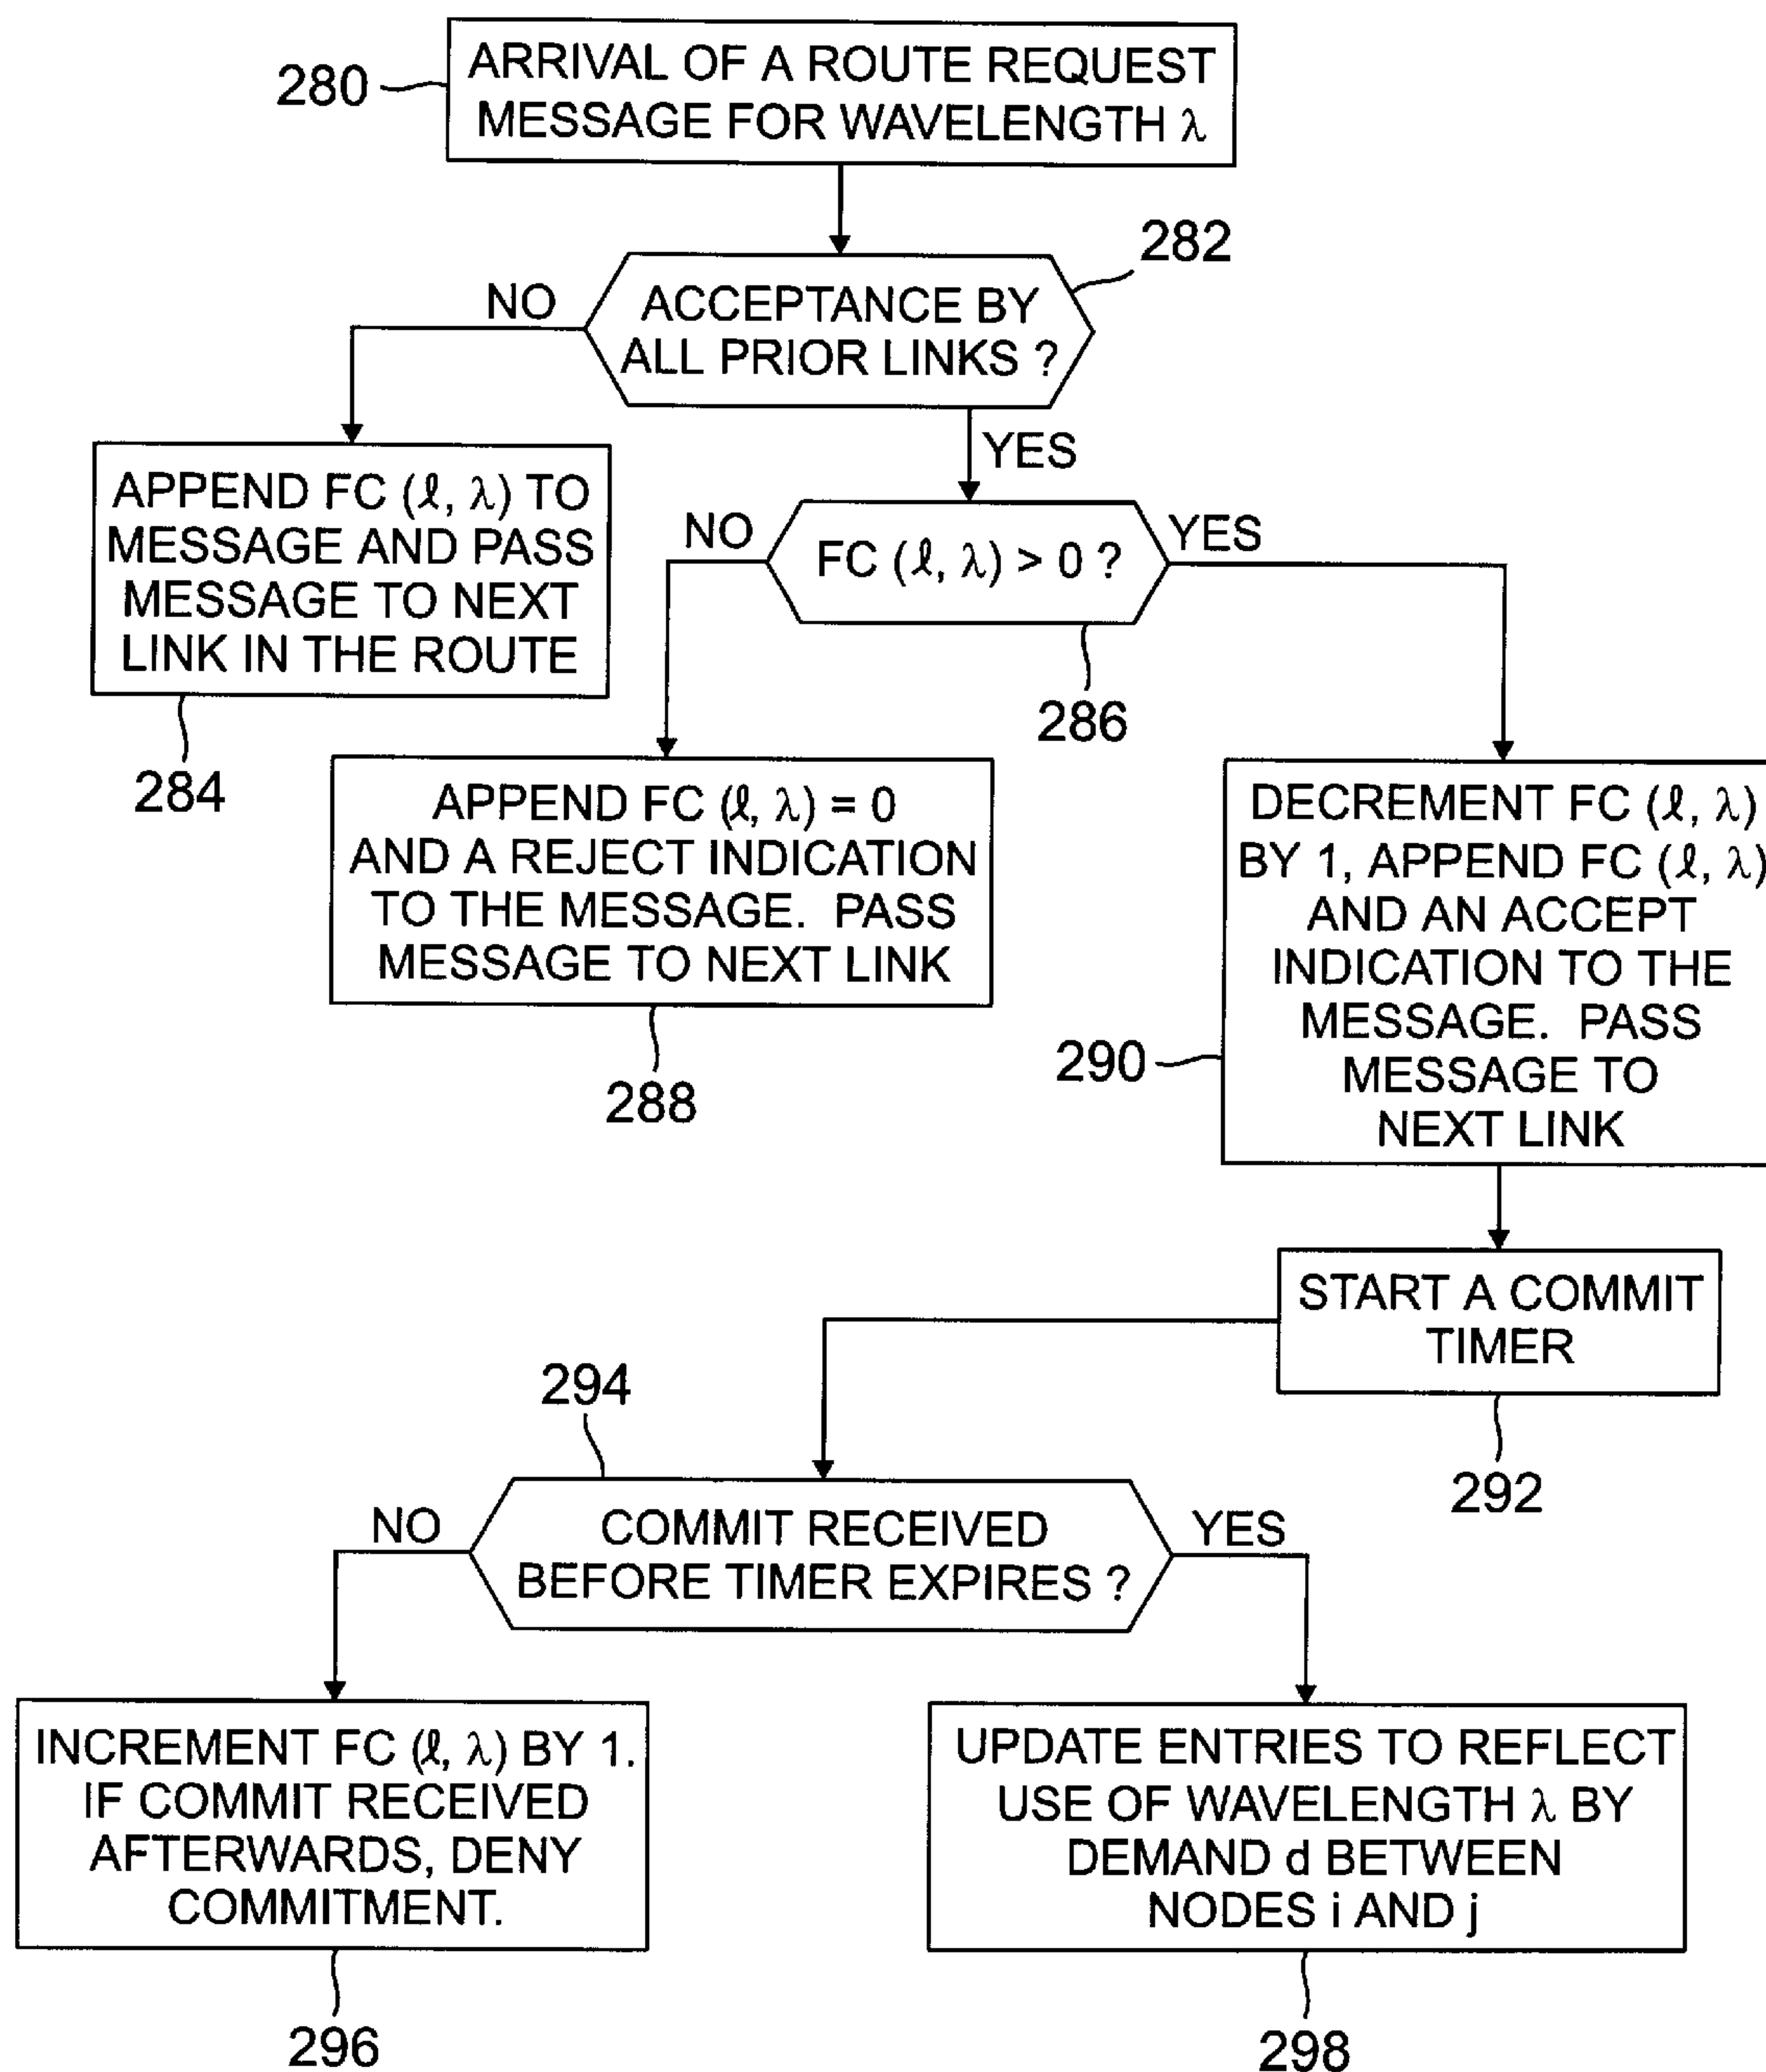 280
ARRIVAL OF A ROUTE REQUEST
MESSAGE FOR WAVELENGTH λ
282
NO
ACCEPTANCE BY
ALL PRIOR LINKS ?
YES
APPEND FC (ℓ, λ) TO
MESSAGE AND PASS
MESSAGE TO NEXT
LINK IN THE ROUTE
284
NO
FC (ℓ, λ) > 0 ?
YES
286
APPEND FC (ℓ, λ) = 0
AND A REJECT INDICATION
TO THE MESSAGE. PASS
MESSAGE TO NEXT LINK
288
DECREMENT FC (ℓ, λ)
BY 1, APPEND FC (ℓ, λ)
AND AN ACCEPT
INDICATION TO THE
MESSAGE. PASS
MESSAGE TO
NEXT LINK
290
START A COMMIT
TIMER
292
294
NO
COMMIT RECEIVED
BEFORE TIMER EXPIRES ?
YES
INCREMENT FC (ℓ, λ) BY 1.
IF COMMIT RECEIVED
AFTERWARDS, DENY
COMMITMENT.
296
UPDATE ENTRIES TO REFLECT
USE OF WAVELENGTH λ BY
DEMAND d BETWEEN
NODES i AND j
298